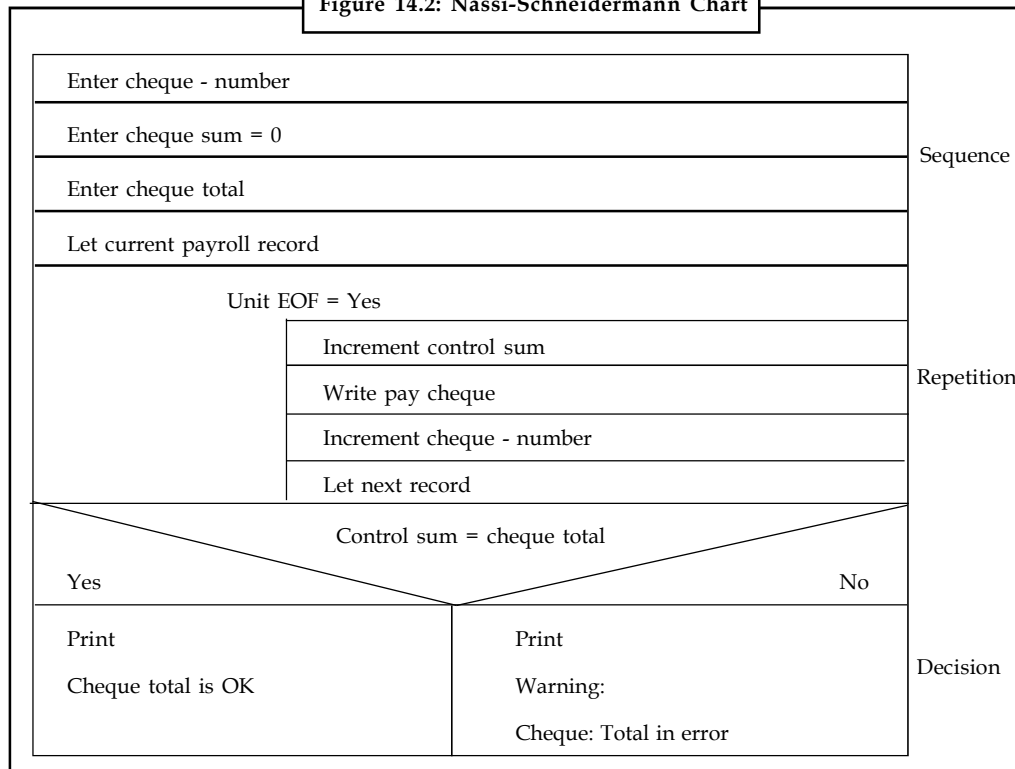 Figure 14.2: Nassi-Schneidermann Chart
Enter cheque - number
Enter cheque sum = 0
Sequence
Enter cheque total
Let current payroll record
Unit EOF = Yes
Increment control sum
Repetition
Write pay cheque
Increment cheque - number
Let next record
Control sum = cheque total
Yes
No
Print
Cheque total is OK
Print
Warning:
Cheque: Total in error
Decision